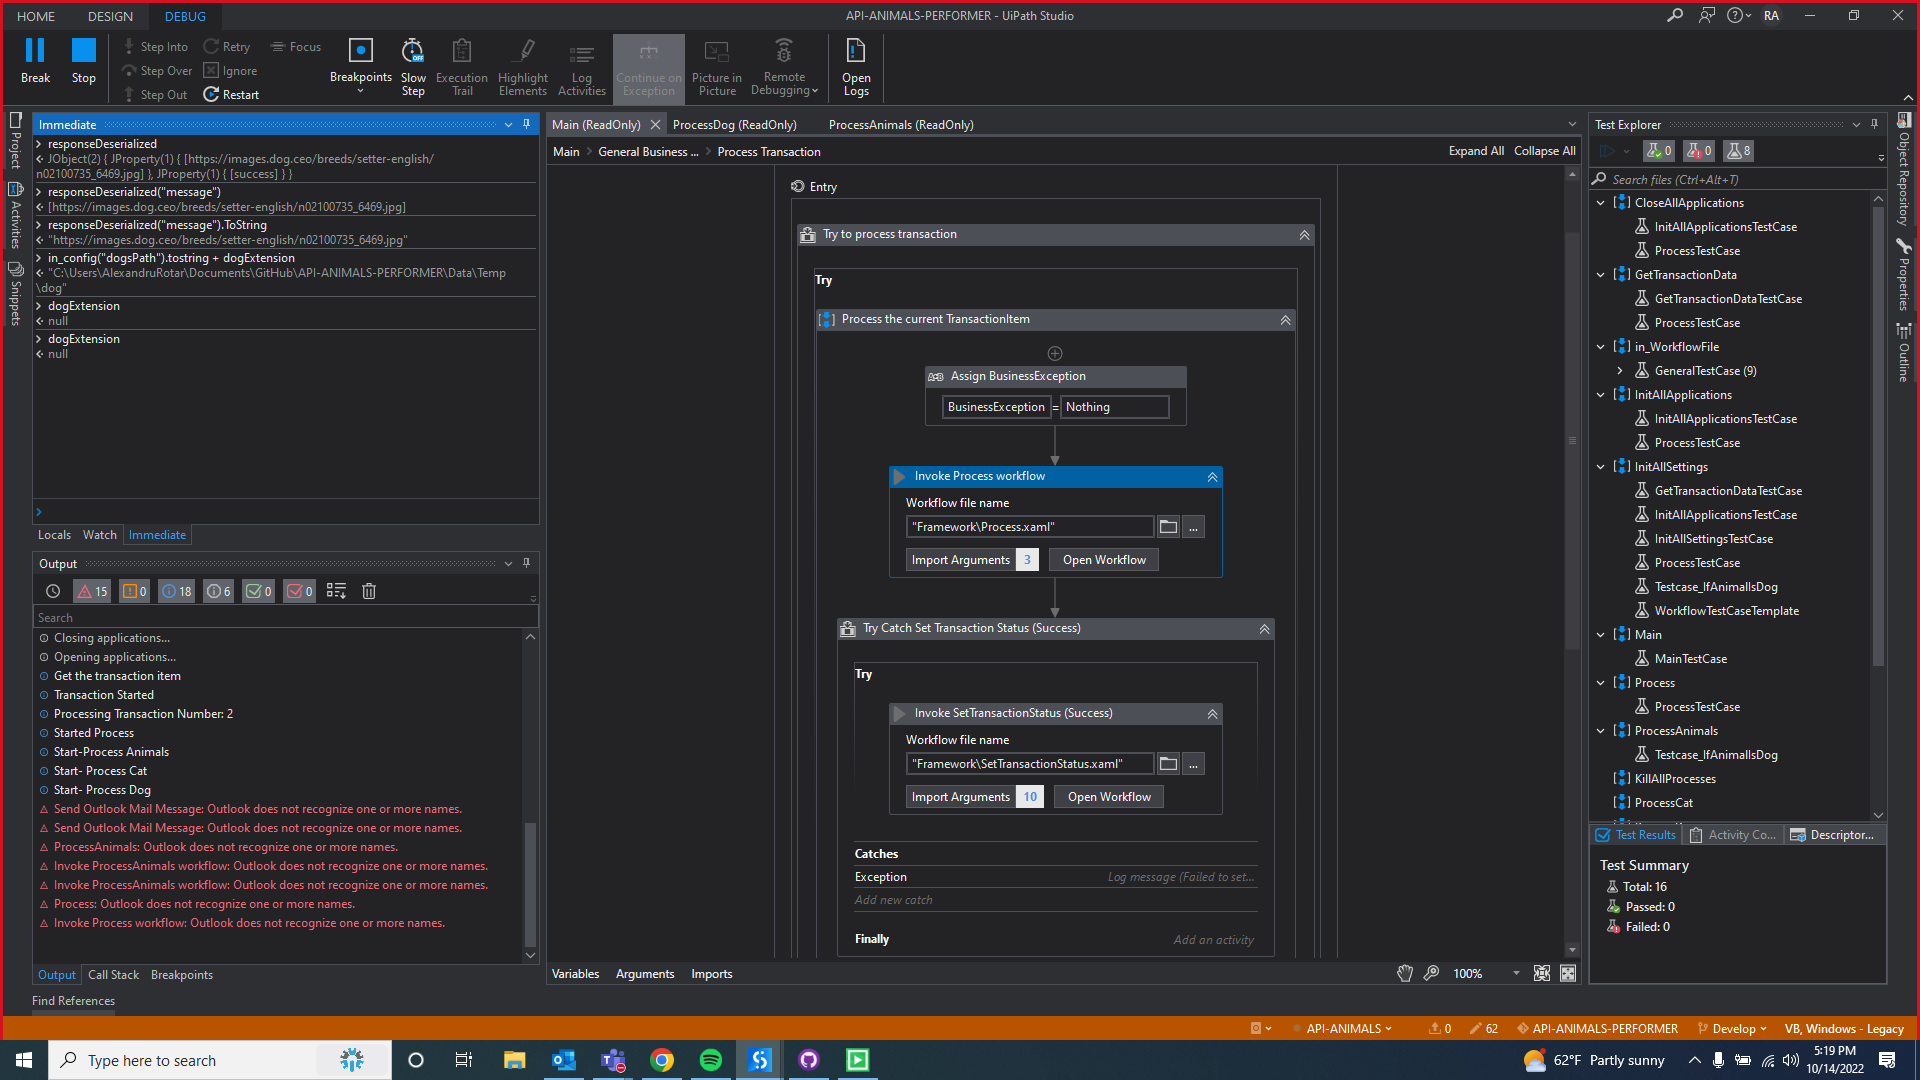 HOME DESIGN DEBUG
API-ANIMALS-PERFORMER - UiPath Studio
RA
Break
Stop
Step Into
Step Over
Step Out
Retry
Ignore
Restart
Focus
Breakpoints
Slow Step
Execution Trail
Highlight Elements
Log Activities
Continue on Exception
Picture in Picture
Remote Debugging
Open Logs
Project
Activities
Snippets
Immediate
responseDeserialized
JObject(2) { JProperty(1) { [https://images.dog.ceo/breeds/setter-english/
n02100735_6469.jpg] }, JProperty(1) { [success] } }
responseDeserialized("message")
[https://images.dog.ceo/breeds/setter-english/n02100735_6469.jpg]
responseDeserialized("message").ToString
"https://images.dog.ceo/breeds/setter-english/n02100735_6469.jpg"
in_config("dogsPath").tostring + dogExtension
"C:\Users\AlexandruRotar\Documents\GitHub\API-ANIMALS-PERFORMER\Data\Temp
\dog"
dogExtension
null
dogExtension
null
Locals Watch Immediate
Output
15 0 18 6 0 0
Search
Closing applications...
Opening applications...
Get the transaction item
Transaction Started
Processing Transaction Number: 2
Started Process
Start-Process Animals
Start- Process Cat
Start- Process Dog
Send Outlook Mail Message: Outlook does not recognize one or more names.
Send Outlook Mail Message: Outlook does not recognize one or more names.
ProcessAnimals: Outlook does not recognize one or more names.
Invoke ProcessAnimals workflow: Outlook does not recognize one or more names.
Invoke ProcessAnimals workflow: Outlook does not recognize one or more names.
Process: Outlook does not recognize one or more names.
Invoke Process workflow: Outlook does not recognize one or more names.
Output Call Stack Breakpoints
Find References
Main (ReadOnly) ProcessDog (ReadOnly) ProcessAnimals (ReadOnly)
Main General Business ... Process Transaction
Expand All Collapse All
Entry
Try to process transaction
Try
Process the current TransactionItem
Assign BusinessException
BusinessException = Nothing
Invoke Process workflow
Workflow file name
"Framework\Process.xaml" ...
Import Arguments 3 Open Workflow
Try Catch Set Transaction Status (Success)
Try
Invoke SetTransactionStatus (Success)
Workflow file name
"Framework\SetTransactionStatus.xaml" ...
Import Arguments 10 Open Workflow
Catches
Exception Log message (Failed to set...
Add new catch
Finally Add an activity
Variables Arguments Imports
100%
Test Explorer
0 0 8
Search files (Ctrl+Alt+T)
CloseAllApplications
InitAllApplicationsTestCase
ProcessTestCase
GetTransactionData
GetTransactionDataTestCase
ProcessTestCase
in_WorkflowFile
GeneralTestCase (9)
InitAllApplications
InitAllApplicationsTestCase
ProcessTestCase
InitAllSettings
GetTransactionDataTestCase
InitAllApplicationsTestCase
InitAllSettingsTestCase
ProcessTestCase
Testcase_IfAnimalIsDog
WorkflowTestCaseTemplate
Main
MainTestCase
Process
ProcessTestCase
ProcessAnimals
Testcase_IfAnimalIsDog
KillAllProcesses
ProcessCat
Test Results Activity Co... Descriptor...
Test Summary
Total: 16
Passed: 0
Failed: 0
Object Repository
Properties
Outline
API-ANIMALS 0 62 API-ANIMALS-PERFORMER Develop VB, Windows - Legacy
Type here to search
62°F Partly sunny
5:19 PM
10/14/2022